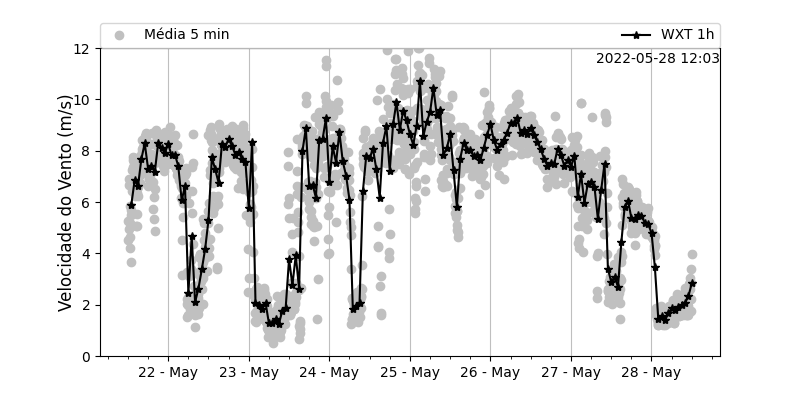 Média 5 min
WXT 1h
2022-05-28 12:03
Velocidade do Vento (m/s)
12
10
8
6
4
2
0
22 - May
23 - May
24 - May
25 - May
26 - May
27 - May
28 - May